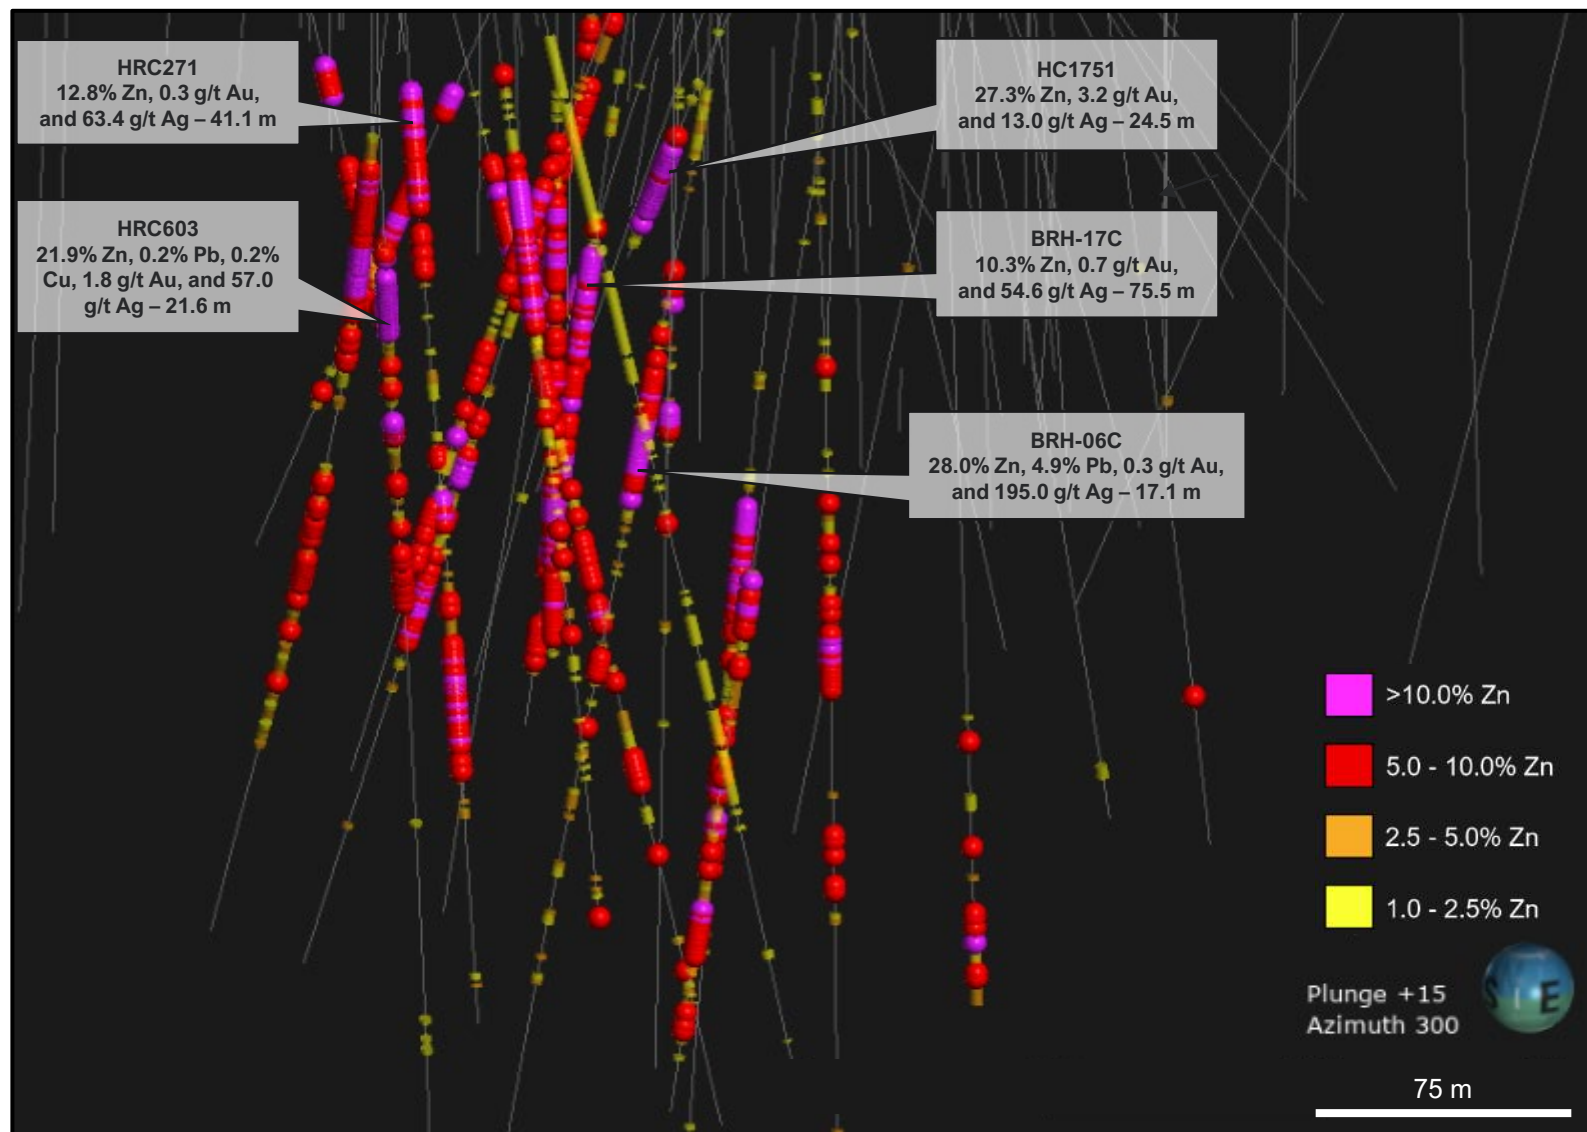 HRC271
12.8% Zn, 0.3 g/t Au,
and 63.4 g/t Ag – 41.1 m
HC1751
27.3% Zn, 3.2 g/t Au,
and 13.0 g/t Ag – 24.5 m
HRC603
21.9% Zn, 0.2% Pb, 0.2%
Cu, 1.8 g/t Au, and 57.0
g/t Ag – 21.6 m
BRH-17C
10.3% Zn, 0.7 g/t Au,
and 54.6 g/t Ag – 75.5 m
BRH-06C
28.0% Zn, 4.9% Pb, 0.3 g/t Au,
and 195.0 g/t Ag – 17.1 m
>10.0% Zn
5.0 - 10.0% Zn
2.5 - 5.0% Zn
1.0 - 2.5% Zn
Plunge +15
Azimuth 300
S E
75 m